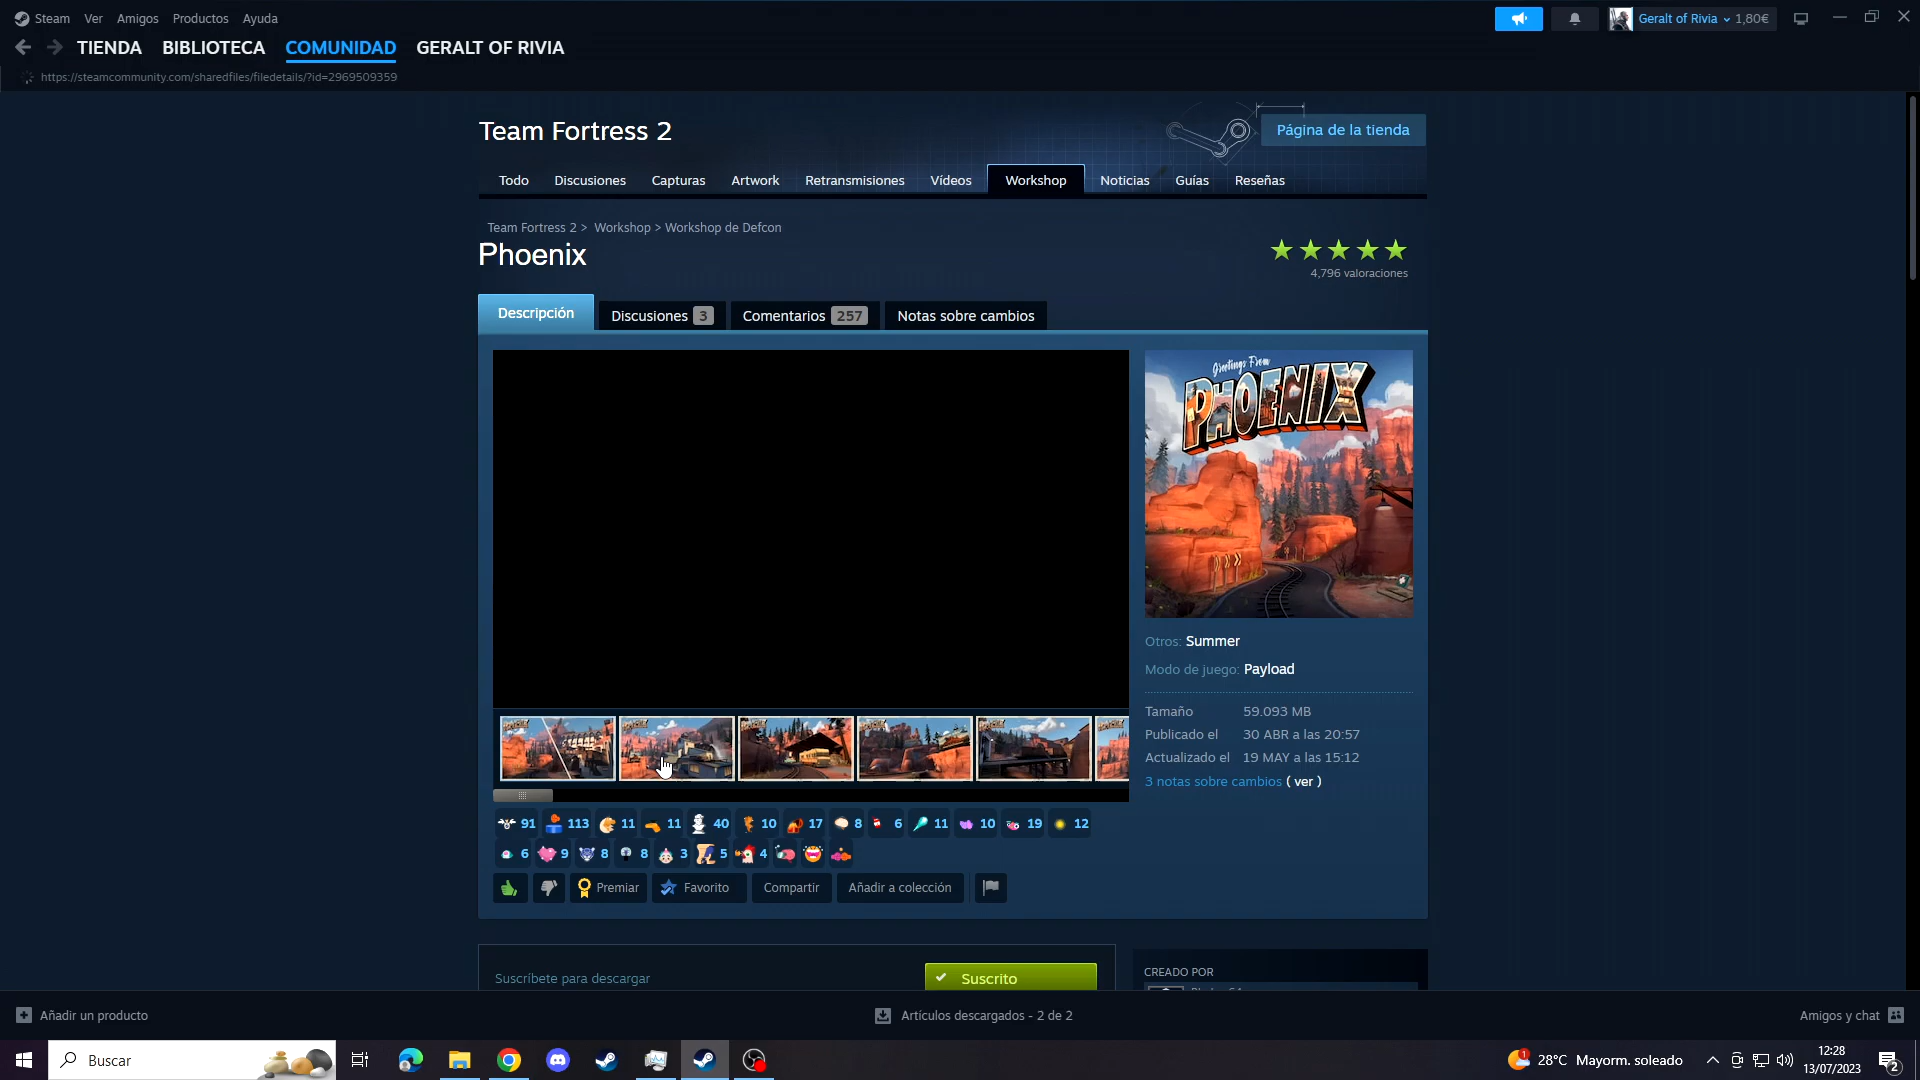 Steam Ver Amigos Productos Ayuda
Geralt of Rivia 1,80€
TIENDA BIBLIOTECA COMUNIDAD GERALT OF RIVIA
https://steamcommunity.com/sharedfiles/filedetails/?id=2969509359
Team Fortress 2
Página de la tienda
Todo Discusiones Capturas Artwork Retransmisiones Vídeos Workshop Noticias Guías Reseñas
Team Fortress 2 > Workshop > Workshop de Defcon
Phoenix
4,796 valoraciones
Descripción Discusiones 3 Comentarios 257 Notas sobre cambios
Greetings From
PHOENIX
Otros: Summer
Modo de juego: Payload
Tamaño 59.093 MB
Publicado el 30 ABR a las 20:57
Actualizado el 19 MAY a las 15:12
3 notas sobre cambios ( ver )
91 113 11 11 40 10 17 8 6 11 10 19 12
6 9 8 8 3 5 4
Premiar Favorito Compartir Añadir a colección
Suscríbete para descargar
Suscrito
CREADO POR
Añadir un producto
Artículos descargados - 2 de 2
Amigos y chat
Buscar
1
28°C Mayorm. soleado
12:28
13/07/2023
2